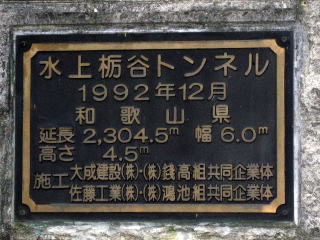 水上栃谷トンネル
1992年12月
和歌山県
延長 2,304.5m 幅 6.0m
高さ 4.5m
施工 大成建設(株)・(株)銭高組共同企業体
佐藤工業(株)・(株)鴻池組共同企業体